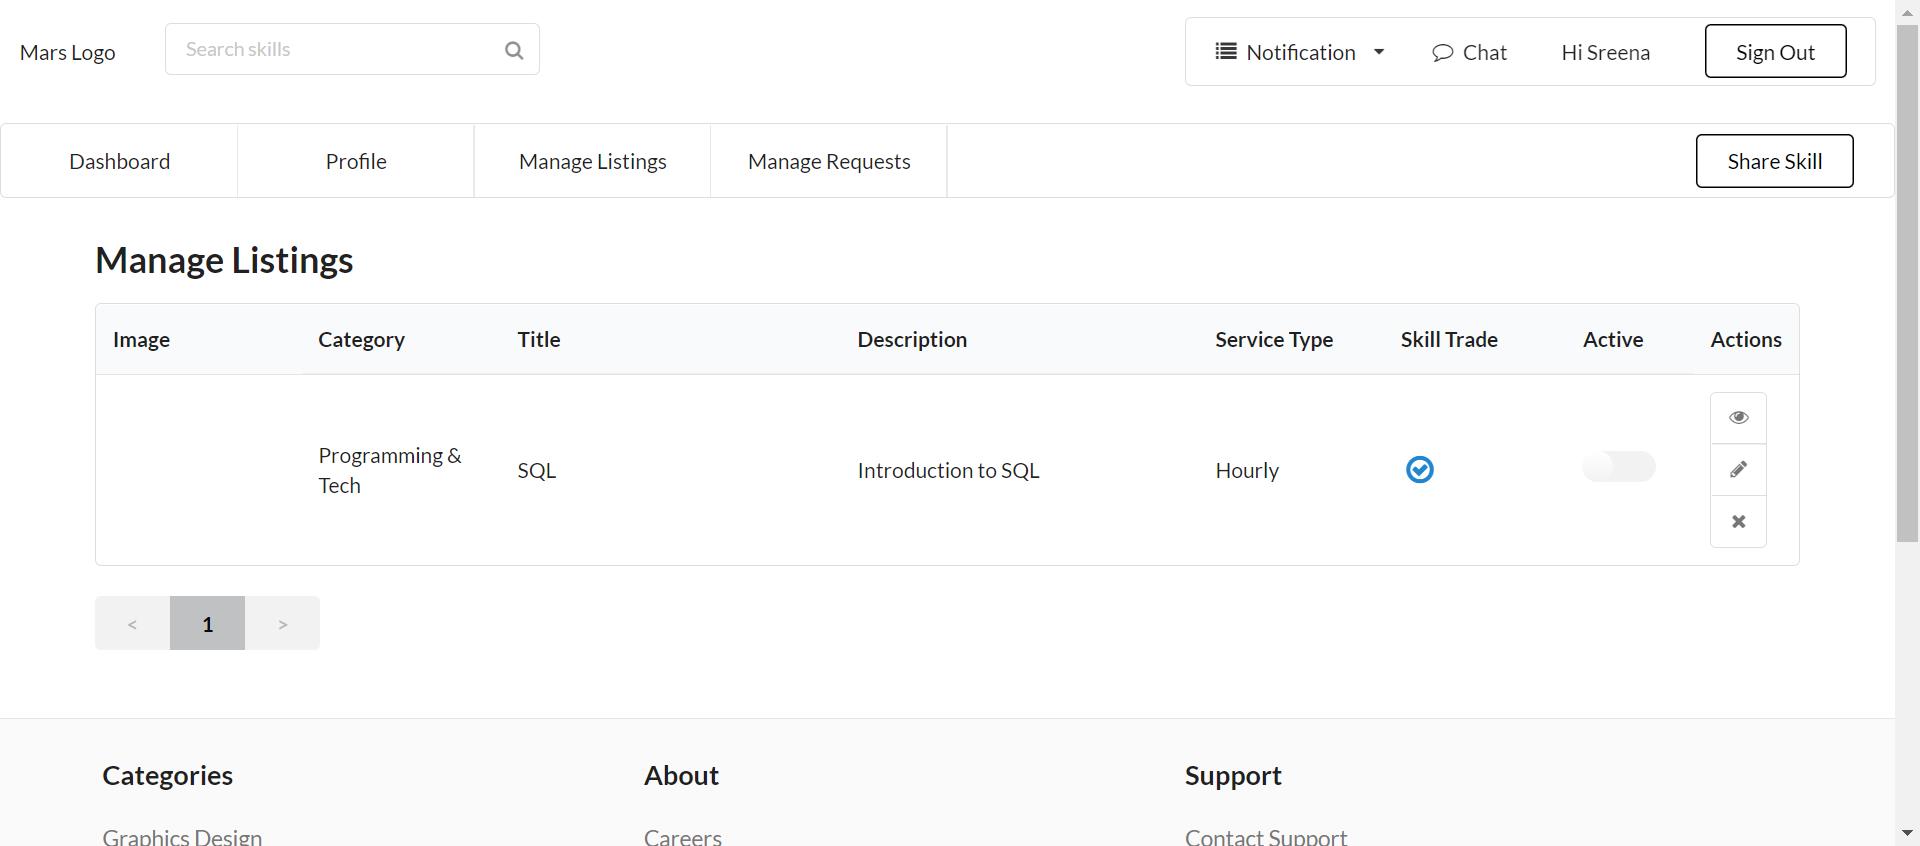 Mars Logo
Search skills
Notification
Chat
Hi Sreena
Sign Out
Dashboard
Profile
Manage Listings
Manage Requests
Share Skill
Manage Listings
Image
Category
Title
Description
Service Type
Skill Trade
Active
Actions
Programming &
Tech
SQL
Introduction to SQL
Hourly
<
1
>
Categories
About
Support
Graphics Design
Careers
Contact Support